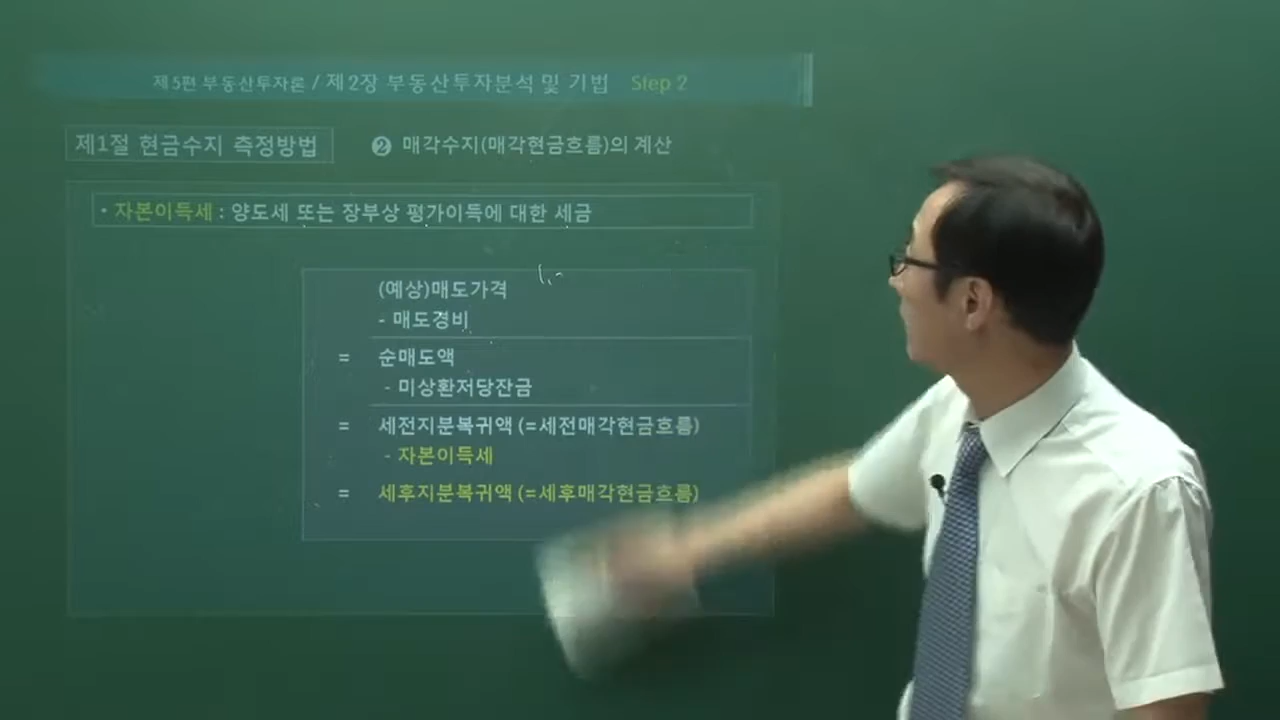 제5편 부동산투자론 / 제2장 부동산투자분석 및 기법 Step 2
제1절 현금수지 측정방법 ❷ 매각수지(매각현금흐름)의 계산
• 자본이득세 : 양도세 또는 장부상 평가이득에 대한 세금
(예상)매도가격
- 매도경비
= 순매도액
- 미상환저당잔금
= 세전지분복귀액 (=세전매각현금흐름)
- 자본이득세
= 세후지분복귀액 (=세후매각현금흐름)